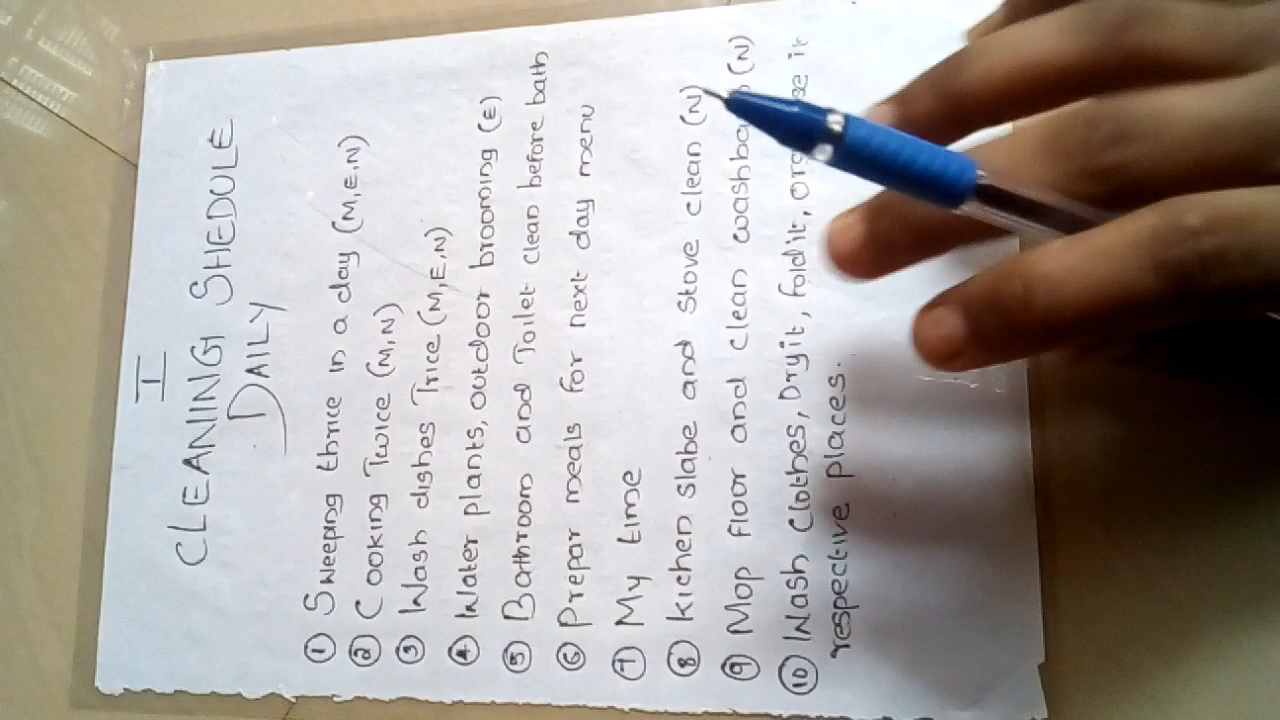 I
CLEANING SHEDULE
DAILY
① Sweeping thrice in a day (M,E,N)
② Cooking Twice (M,N)
③ Wash dishes Trice (M,E,N)
④ Water plants, outdoor brooming (E)
⑤ Bathroom and Toilet clean before bath
⑥ Prepar meals for next day menu
⑦ My time
⑧ Kichen slabe and stove clean (N)
⑨ Mop floor and clean (N)
⑩ Wash Clothes, Dry it, fold it, it
respective places.